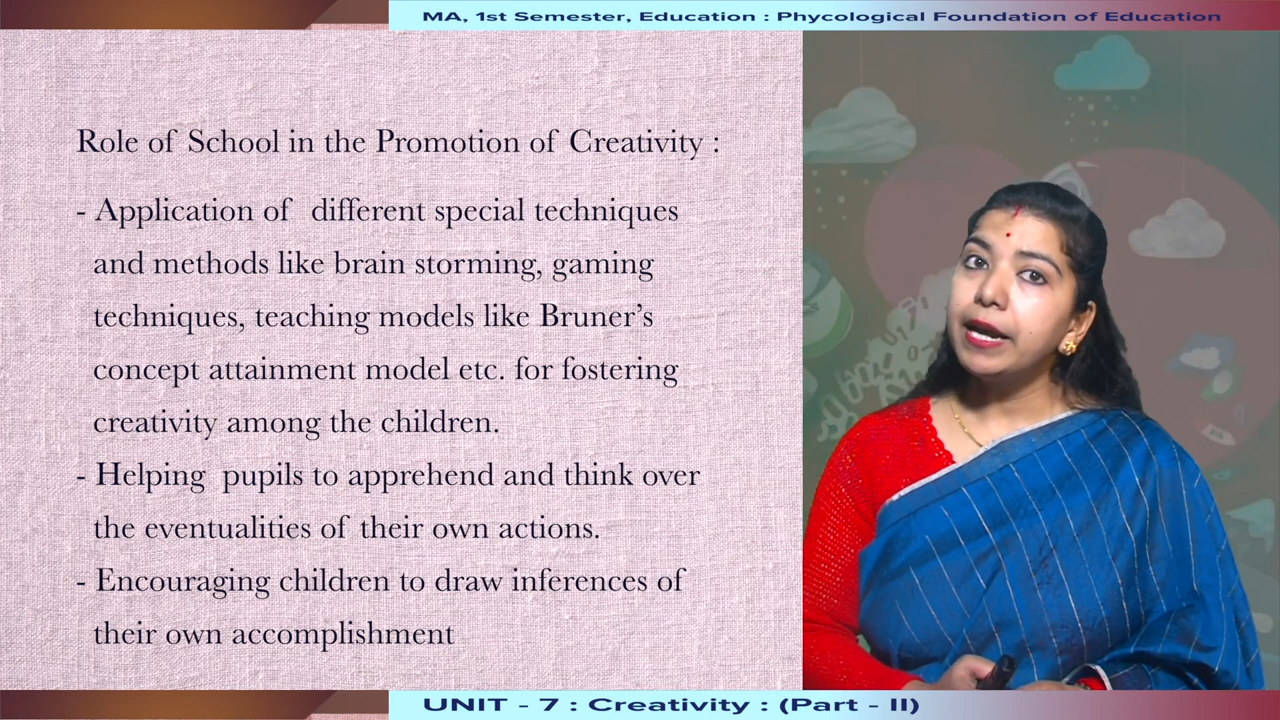 MA, 1st Semester, Education : Phycological Foundation of Education
Role of School in the Promotion of Creativity :
- Application of different special techniques
and methods like brain storming, gaming
techniques, teaching models like Bruner’s
concept attainment model etc. for fostering
creativity among the children.
- Helping pupils to apprehend and think over
the eventualities of their own actions.
- Encouraging children to draw inferences of
their own accomplishment
UNIT - 7 : Creativity : (Part - II)